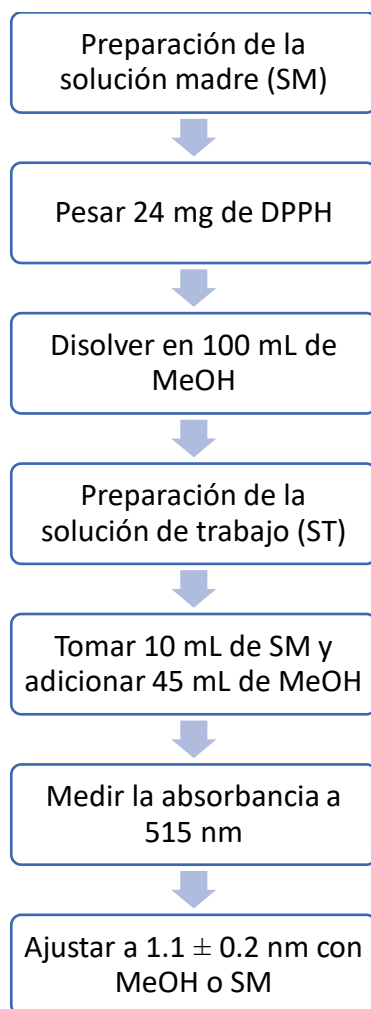 Preparación de la
solución madre (SM)
Pesar 24 mg de DPPH
Disolver en 100 mL de
MeOH
Preparación de la
solución de trabajo (ST)
Tomar 10 mL de SM y
adicionar 45 mL de MeOH
Medir la absorbancia a
515 nm
Ajustar a 1.1 ± 0.2 nm con
MeOH o SM